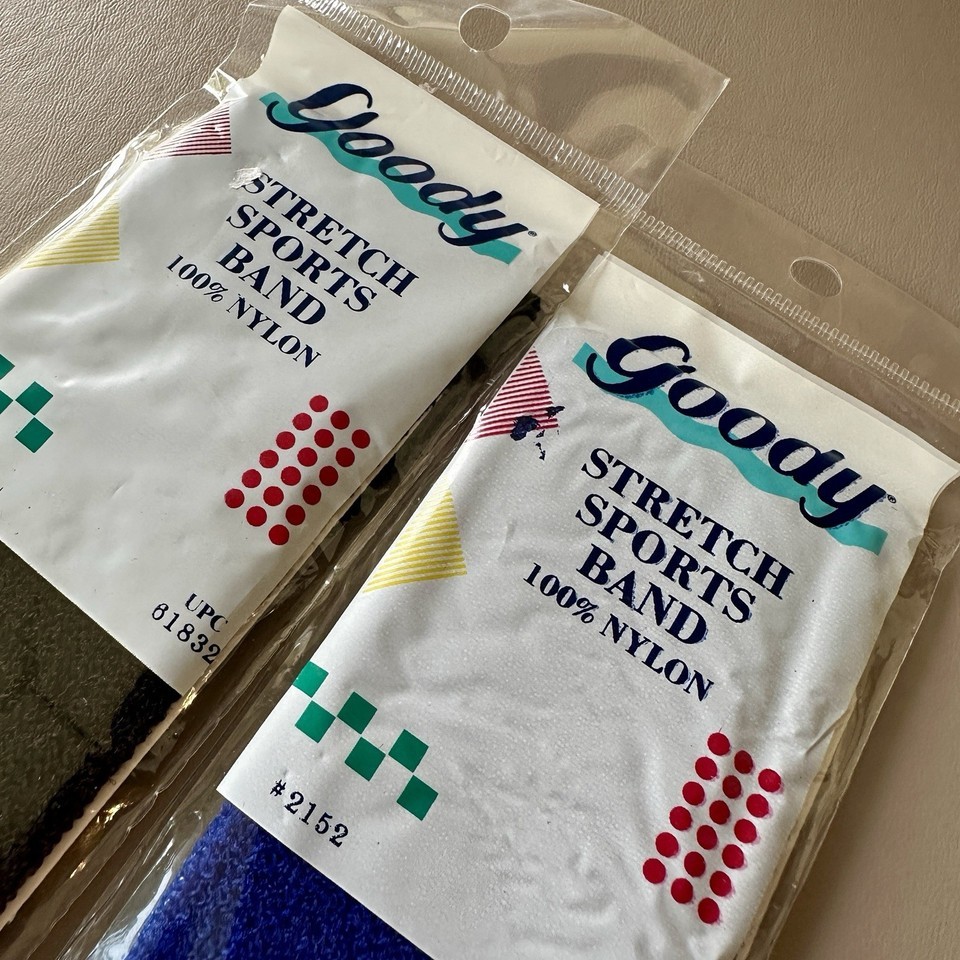 Goody®
STRETCH
SPORTS
BAND
100% NYLON
UPC
61832
Goody®
STRETCH
SPORTS
BAND
100% NYLON
#2152